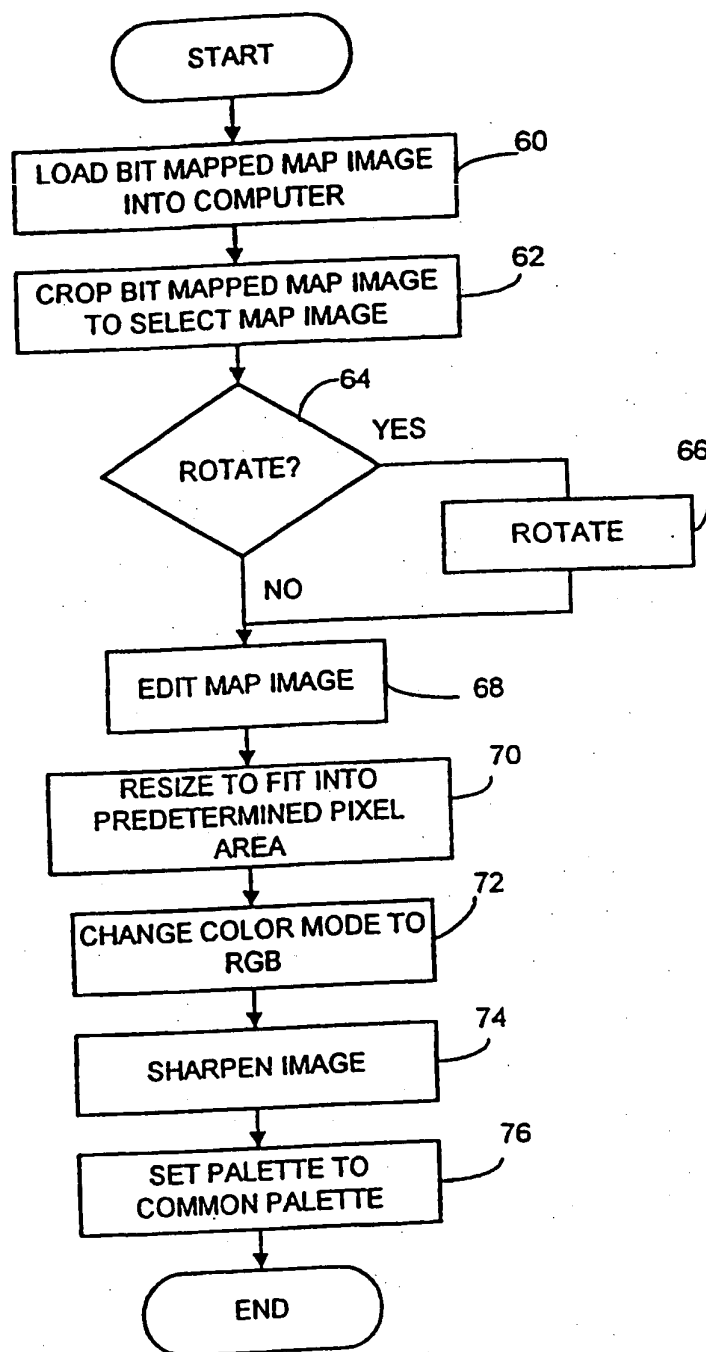 START
LOAD BIT MAPPED MAP IMAGE
INTO COMPUTER
60
CROP BIT MAPPED MAP IMAGE
TO SELECT MAP IMAGE
62
64
ROTATE?
YES
66
ROTATE
NO
EDIT MAP IMAGE
68
RESIZE TO FIT INTO
PREDETERMINED PIXEL
AREA
70
CHANGE COLOR MODE TO
RGB
72
SHARPEN IMAGE
74
SET PALETTE TO
COMMON PALETTE
76
END